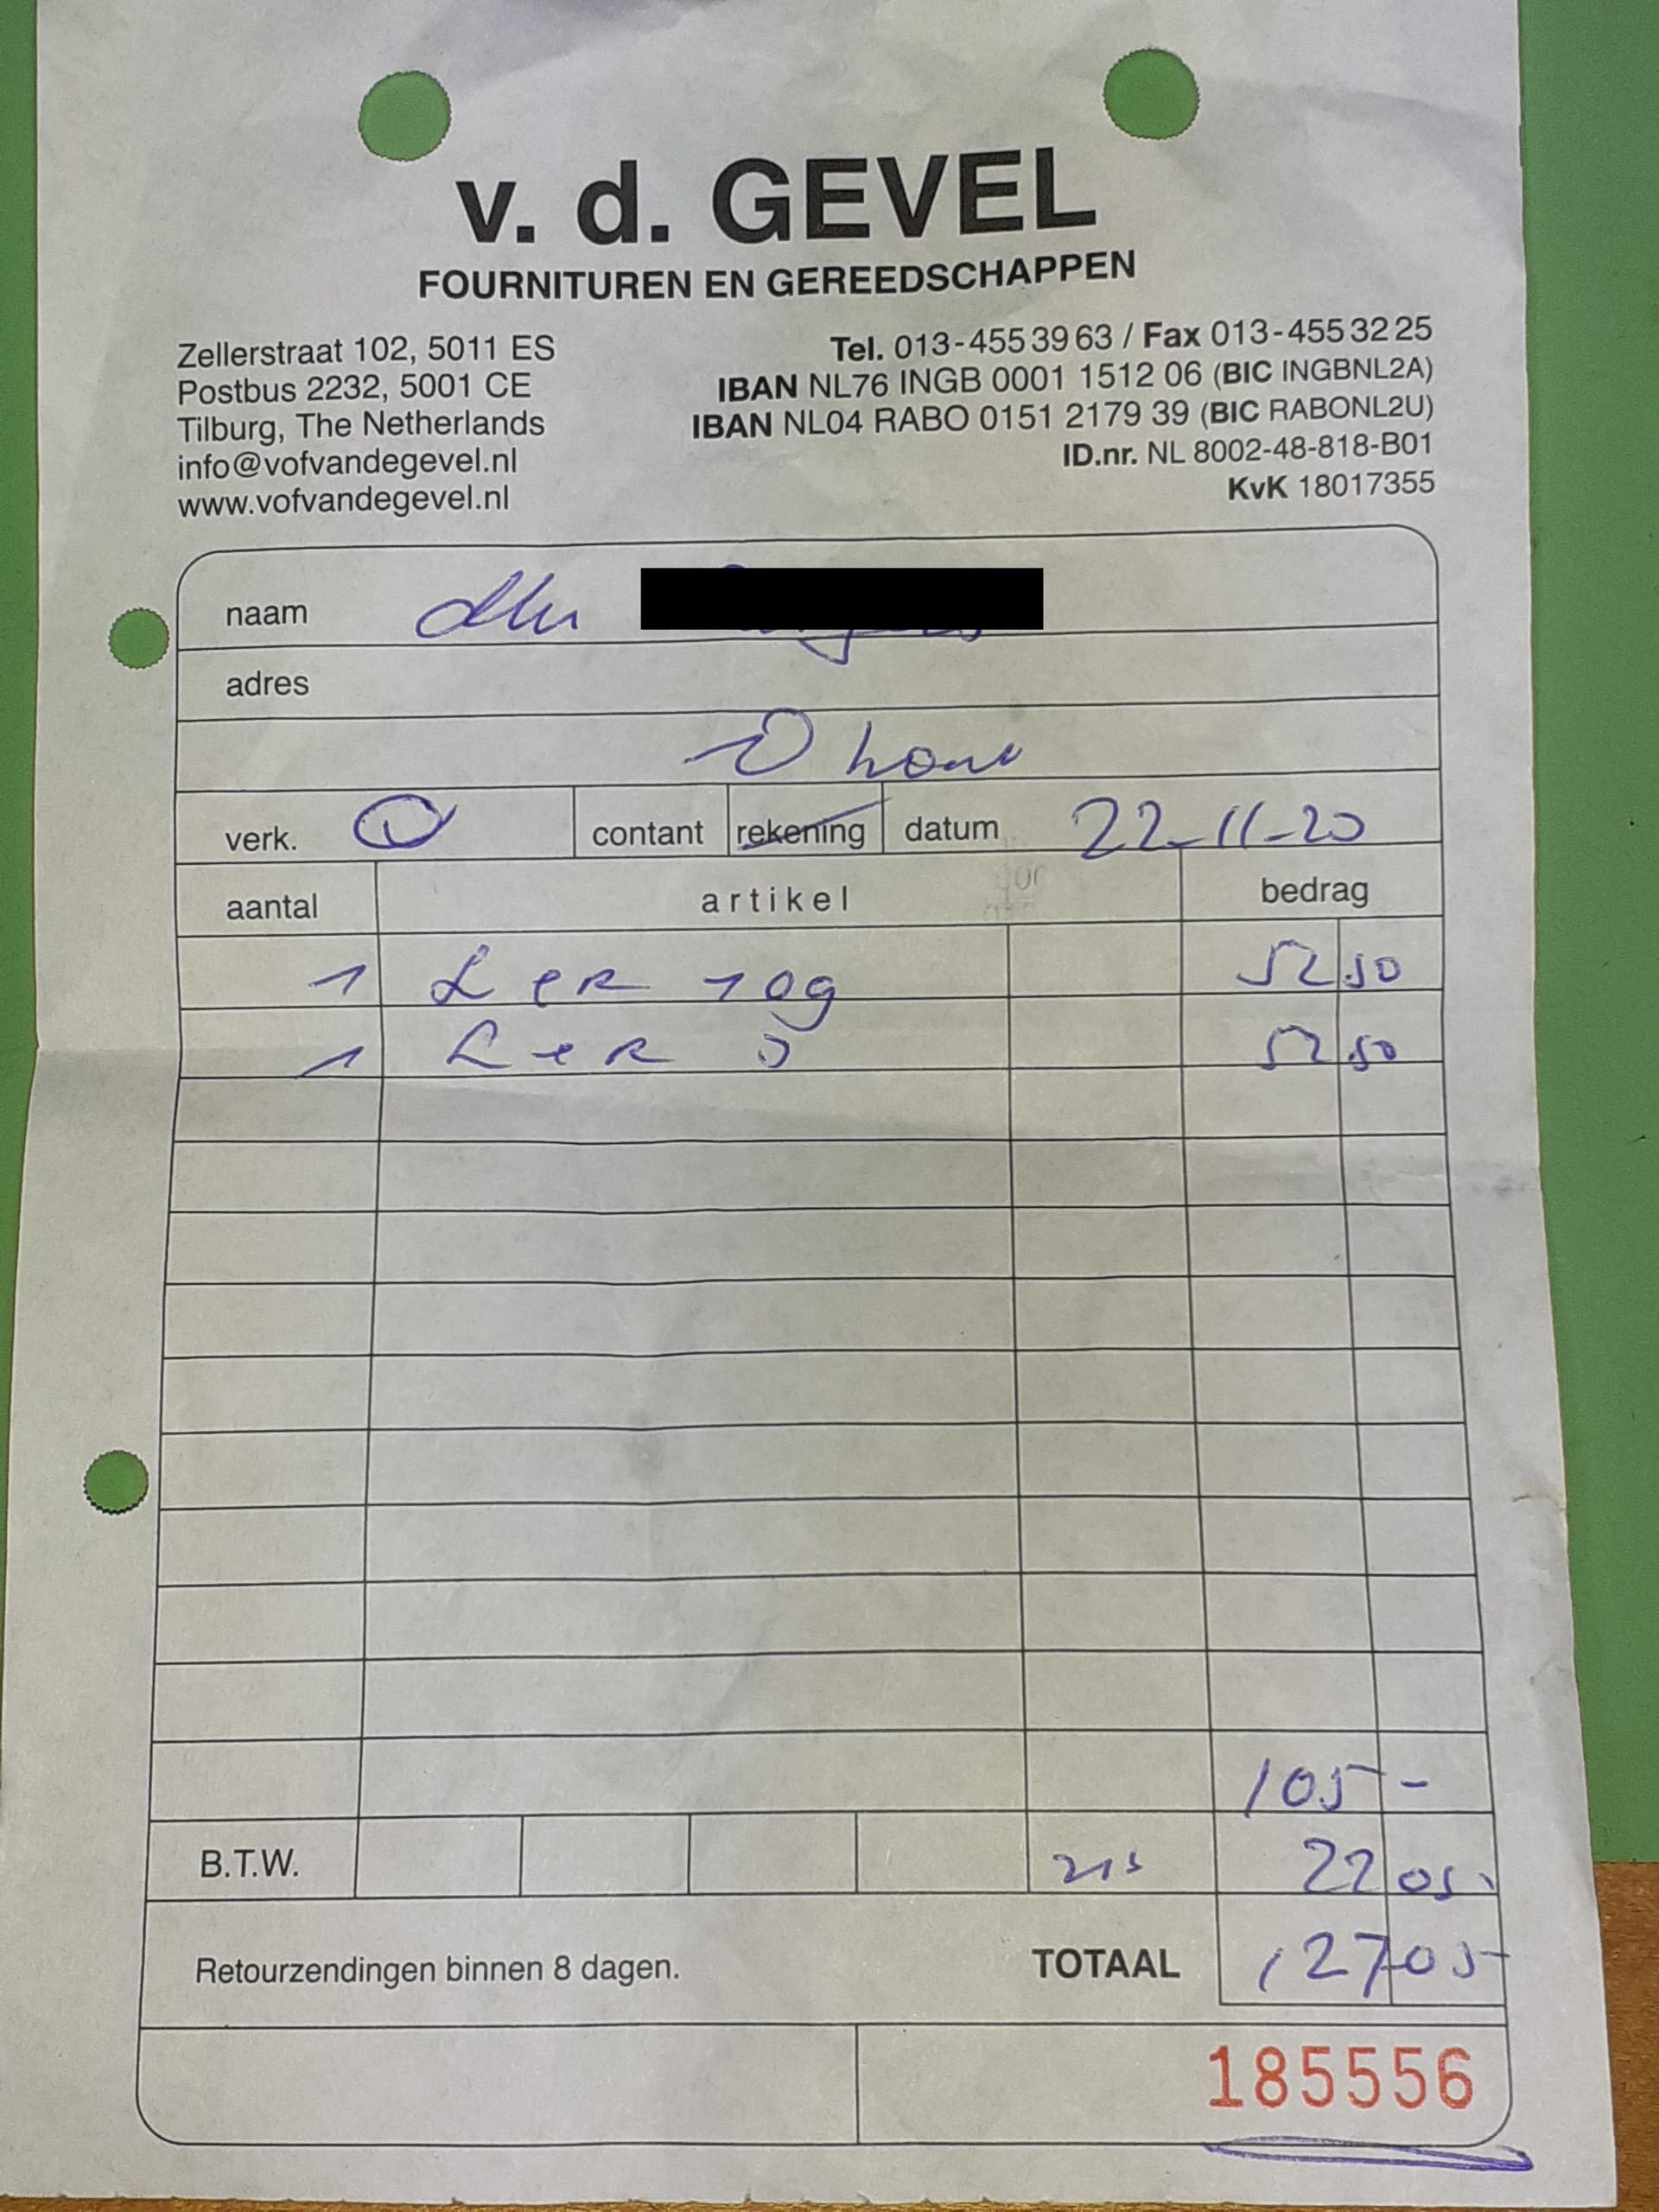 v. d. GEVEL
FOURNITUREN EN GEREEDSCHAPPEN
Zellerstraat 102, 5011 ES
Postbus 2232, 5001 CE
Tilburg, The Netherlands
info@vofvandegevel.nl
www.vofvandegevel.nl
Tel. 013-455 39 63 / Fax 013-455 32 25
IBAN NL76 INGB 0001 1512 06 (BIC INGBNL2A)
IBAN NL04 RABO 0151 2179 39 (BIC RABONL2U)
ID.nr. NL 8002-48-818-B01
KvK 18017355
naam
adres
verk. contant rekening datum 22-11-20
aantal artikel bedrag
1 LeR 109 52 50
1 LeR 52 50
105 -
B.T.W. 22 05
Retourzendingen binnen 8 dagen. TOTAAL 127 05
185556